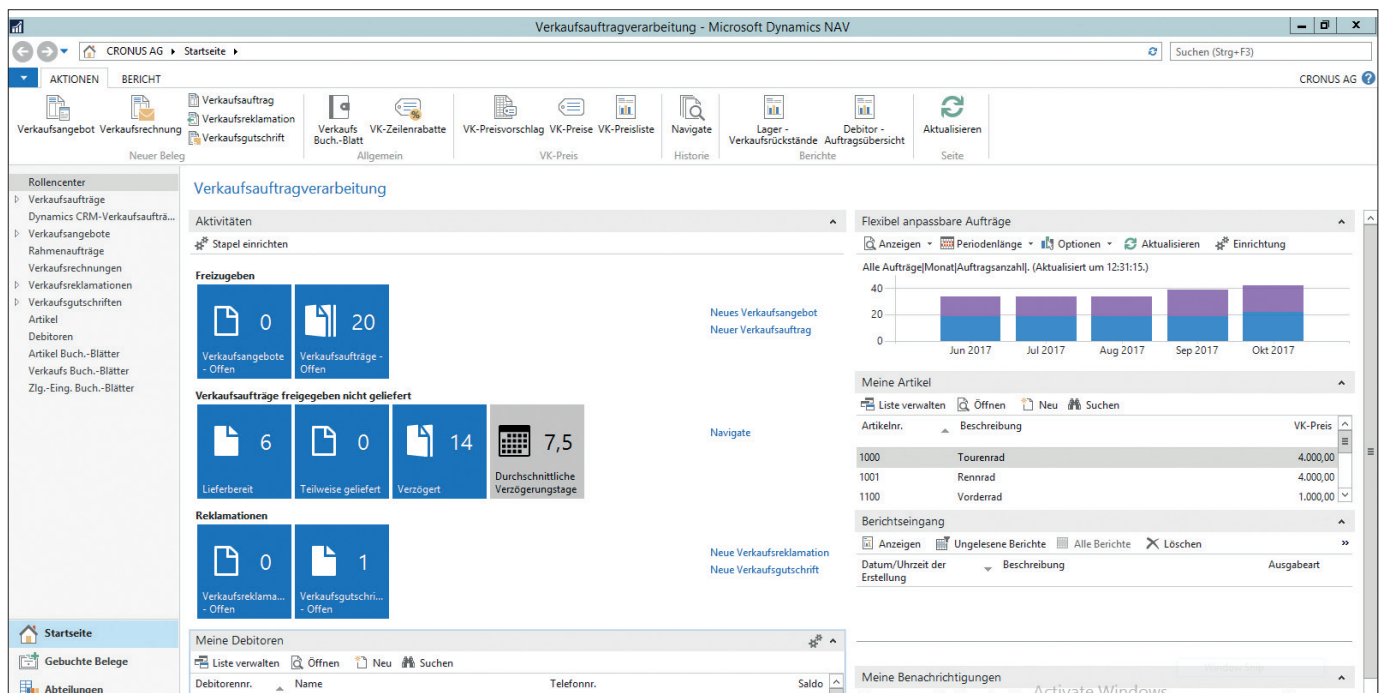 Verkaufsauftragverarbeitung - Microsoft Dynamics NAV
CRONUS AG Startseite
Suchen (Strg+F3)
AKTIONEN BERICHT
CRONUS AG
Verkaufsangebot Verkaufsrechnung
Verkaufsauftrag
Verkaufsreklamation
Verkaufsgutschrift
Neuer Beleg
Verkaufs Buch.-Blatt
VK-Zeilenrabatte
Allgemein
VK-Preisvorschlag VK-Preise VK-Preisliste
VK-Preis
Navigate
Historie
Lager - Verkaufsrückstände
Debitor - Auftragsübersicht
Berichte
Aktualisieren
Seite
Rollencenter
Verkaufsaufträge
Dynamics CRM-Verkaufsaufträ...
Verkaufsangebote
Rahmenaufträge
Verkaufsrechnungen
Verkaufsreklamationen
Verkaufsgutschriften
Artikel
Debitoren
Artikel Buch.-Blätter
Verkaufs Buch.-Blätter
Zlg.-Eing. Buch.-Blätter
Startseite
Gebuchte Belege
Abteilungen
Verkaufsauftragverarbeitung
Aktivitäten
Stapel einrichten
Freizugeben
0
Verkaufsangebote - Offen
20
Verkaufsaufträge - Offen
Neues Verkaufsangebot
Neuer Verkaufsauftrag
Verkaufsaufträge freigegeben nicht geliefert
6
Lieferbereit
0
Teilweise geliefert
14
Verzögert
7,5
Durchschnittliche Verzögerungstage
Navigate
Reklamationen
0
Verkaufsreklama... - Offen
1
Verkaufsgutschri... - Offen
Neue Verkaufsreklamation
Neue Verkaufsgutschrift
Meine Debitoren
Liste verwalten Öffnen Neu Suchen
Debitorennr. Name Telefonnr. Saldo
Flexibel anpassbare Aufträge
Anzeigen Periodenlänge Optionen Aktualisieren Einrichtung
Alle Aufträge|Monat|Auftragsanzahl|. (Aktualisiert um 12:31:15.)
40
20
0
Jun 2017 Jul 2017 Aug 2017 Sep 2017 Okt 2017
Meine Artikel
Liste verwalten Öffnen Neu Suchen
Artikelnr. Beschreibung VK-Preis
1000 Tourenrad 4.000,00
1001 Rennrad 4.000,00
1100 Vorderrad 1.000,00
Berichtseingang
Anzeigen Ungelesene Berichte Alle Berichte Löschen »
Datum/Uhrzeit der Erstellung Beschreibung Ausgabeart
Meine Benachrichtigungen
Activate Windows